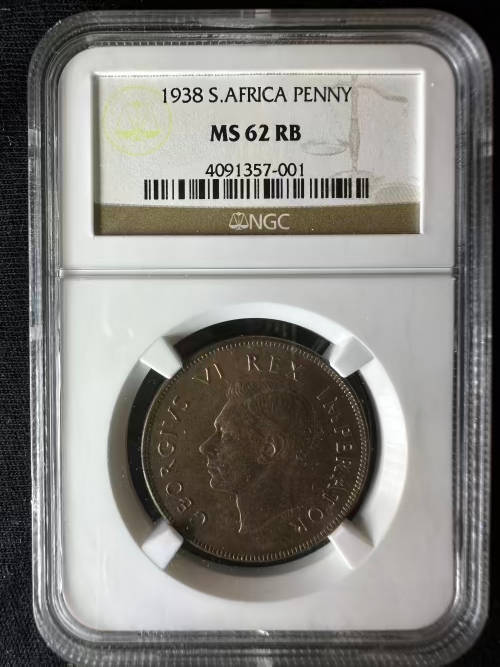 1938 S.AFRICA PENNY
MS 62 RB
4091357-001
NGC
GEORGIVS VI REX IMPERATOR